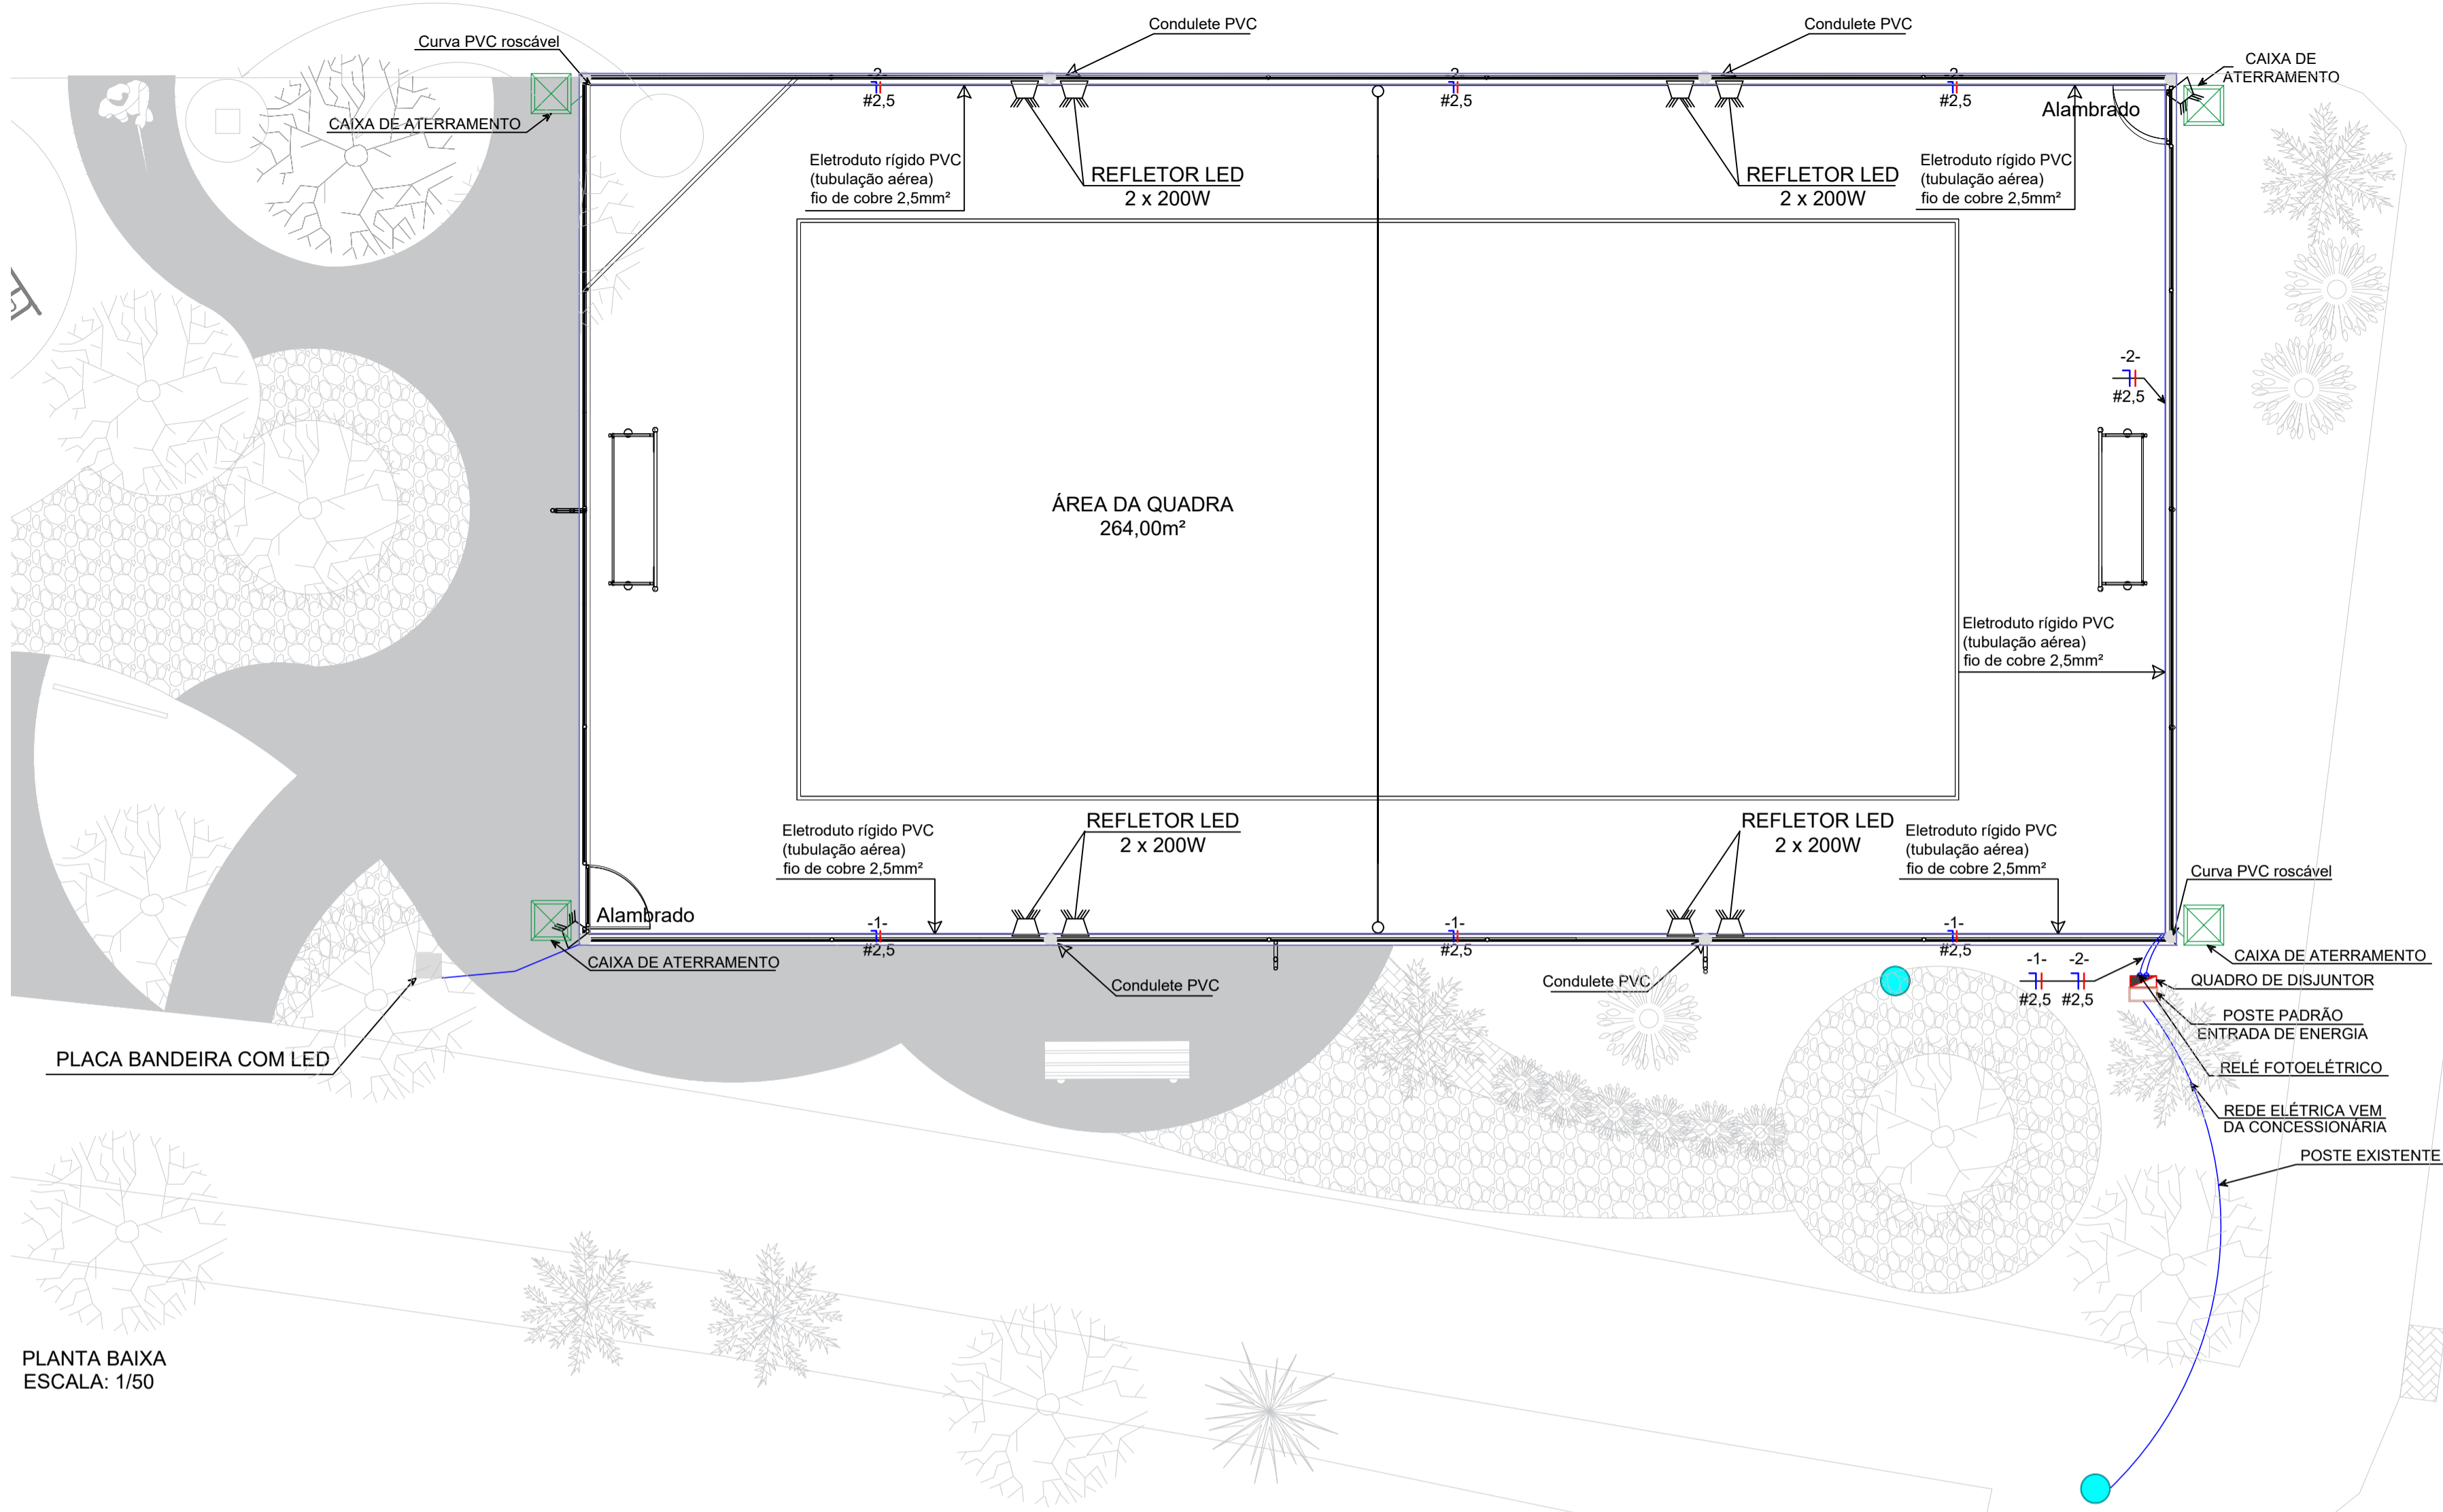 Condulete PVC
Condulete PVC
Curva PVC roscável
CAIXA DE
ATERRAMENTO
-2-
#2,5
-2-
#2,5
-2-
#2,5
CAIXA DE ATERRAMENTO
Alambrado
Eletroduto rígido PVC
(tubulação aérea)
fio de cobre 2,5mm²
REFLETOR LED
2 x 200W
REFLETOR LED
2 x 200W
Eletroduto rígido PVC
(tubulação aérea)
fio de cobre 2,5mm²
-2-
#2,5
ÁREA DA QUADRA
264,00m²
Eletroduto rígido PVC
(tubulação aérea)
fio de cobre 2,5mm²
Eletroduto rígido PVC
(tubulação aérea)
fio de cobre 2,5mm²
REFLETOR LED
2 x 200W
REFLETOR LED
2 x 200W
Eletroduto rígido PVC
(tubulação aérea)
fio de cobre 2,5mm²
Curva PVC roscável
Alambrado
-1-
#2,5
-1-
#2,5
-1-
#2,5
CAIXA DE ATERRAMENTO
Condulete PVC
Condulete PVC
-1- -2-
#2,5 #2,5
CAIXA DE ATERRAMENTO
QUADRO DE DISJUNTOR
POSTE PADRÃO
ENTRADA DE ENERGIA
RELÉ FOTOELÉTRICO
REDE ELÉTRICA VEM
DA CONCESSIONÁRIA
POSTE EXISTENTE
PLACA BANDEIRA COM LED
PLANTA BAIXA
ESCALA: 1/50